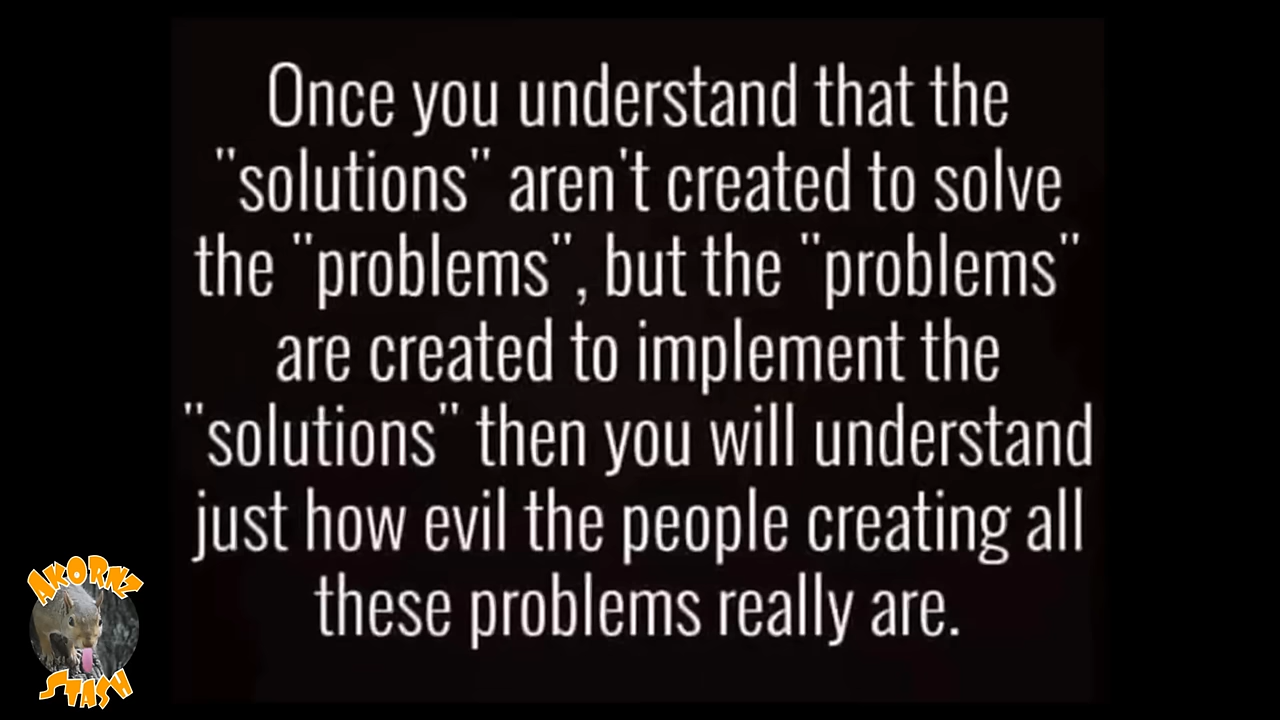 Once you understand that the
"solutions" aren't created to solve
the "problems", but the "problems"
are created to implement the
"solutions" then you will understand
just how evil the people creating all
these problems really are.
AKORNZ
STASH